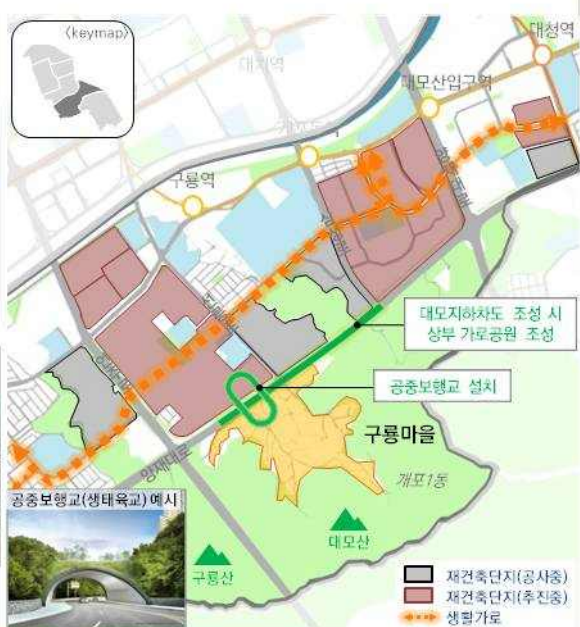 〈keymap〉
대치역
대청역
대모산입구역
개포동역
구룡역
대모지하차도 조성 시
상부 가로공원 조성
공중보행교 설치
구룡마을
양재대로
개포1동
공중보행교(생태육교) 예시
대모산
구룡산
재건축단지(공사중)
재건축단지(추진중)
생활가로